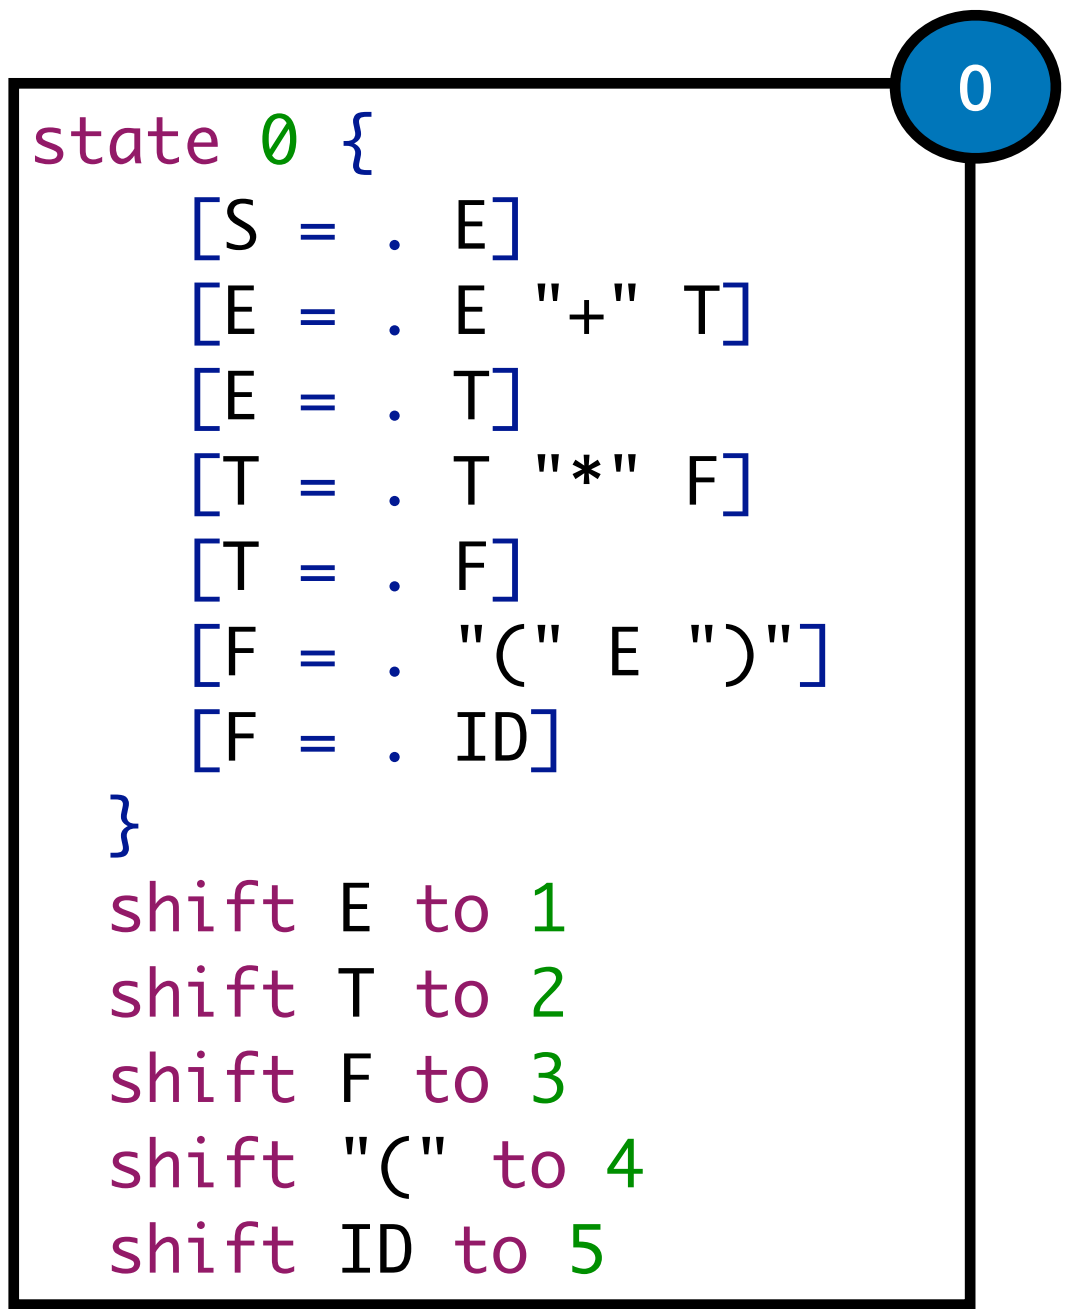 0
state 0 {
[S = . E]
[E = . E "+" T]
[E = . T]
[T = . T "*" F]
[T = . F]
[F = . "(" E ")"]
[F = . ID]
}
shift E to 1
shift T to 2
shift F to 3
shift "(" to 4
shift ID to 5